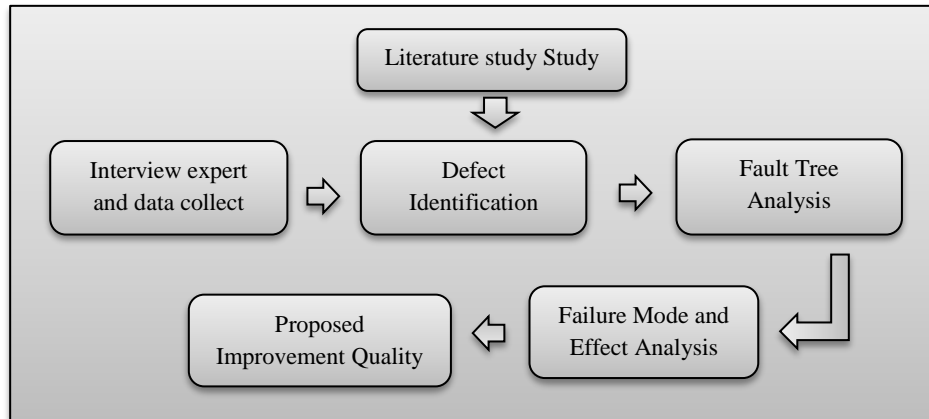 Literature study Study
Interview expert
and data collect
Defect
Identification
Fault Tree
Analysis
Proposed
Improvement Quality
Failure Mode and
Effect Analysis